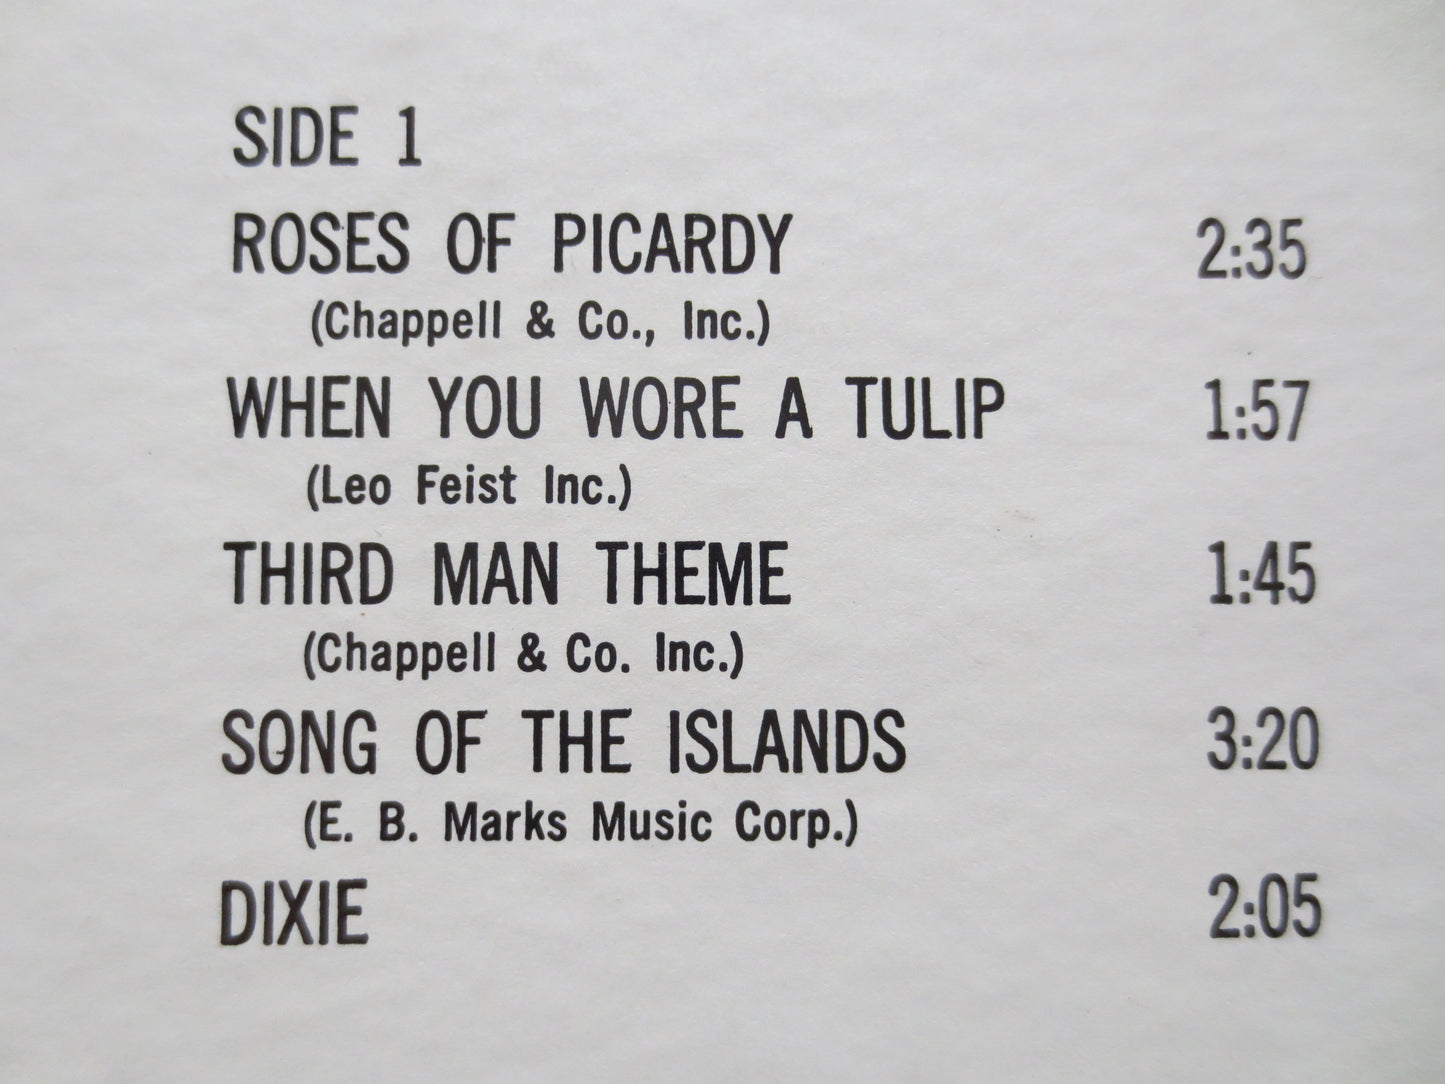 SIDE 1
ROSES OF PICARDY 2:35
(Chappell & Co., Inc.)
WHEN YOU WORE A TULIP 1:57
(Leo Feist Inc.)
THIRD MAN THEME 1:45
(Chappell & Co. Inc.)
SONG OF THE ISLANDS 3:20
(E. B. Marks Music Corp.)
DIXIE 2:05